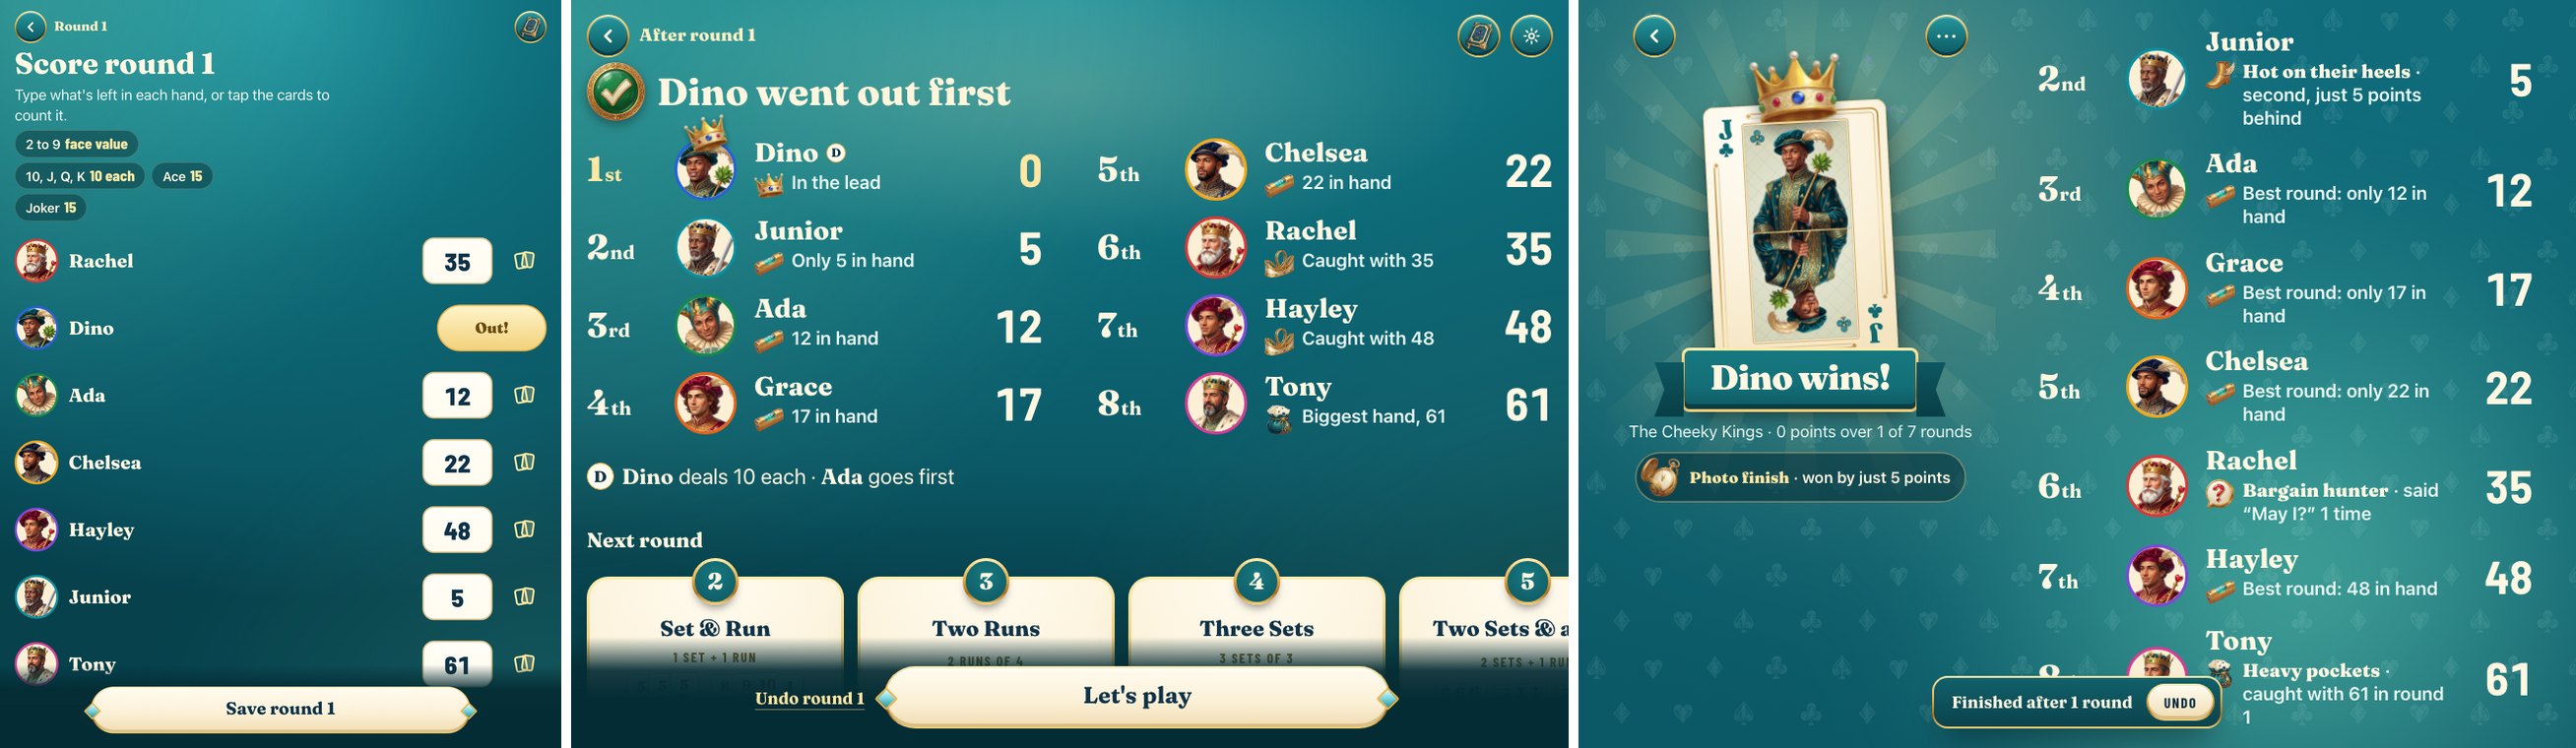 Round 1
Score round 1
Type what's left in each hand, or tap the cards to
count it.
2 to 9 face value
10, J, Q, K 10 each
Ace 15
Joker 15
Rachel
35
Dino
Out!
Ada
12
Chelsea
22
Hayley
48
Junior
5
Tony
61
Save round 1
After round 1
Dino went out first
1st
Dino D
In the lead
0
2nd
Junior
Only 5 in hand
5
3rd
Ada
12 in hand
12
4th
Grace
17 in hand
17
5th
Chelsea
22 in hand
22
6th
Rachel
Caught with 35
35
7th
Hayley
Caught with 48
48
8th
Tony
Biggest hand, 61
61
D Dino deals 10 each · Ada goes first
Next round
2
Set & Run
1 SET + 1 RUN
3
Two Runs
2 RUNS OF 4
4
Three Sets
3 SETS OF 3
5
Two Sets & a
2 SETS + 1 RUN
Undo round 1
Let's play
J
J
Dino wins!
The Cheeky Kings · 0 points over 1 of 7 rounds
Photo finish · won by just 5 points
2nd
Junior
Hot on their heels ·
second, just 5 points
behind
5
3rd
Ada
Best round: only 12 in
hand
12
4th
Grace
Best round: only 17 in
hand
17
5th
Chelsea
Best round: only 22 in
hand
22
6th
Rachel
Bargain hunter · said
“May I?” 1 time
35
7th
Hayley
Best round: 48 in hand
48
Tony
Heavy pockets ·
caught with 61 in round
1
61
Finished after 1 round
UNDO